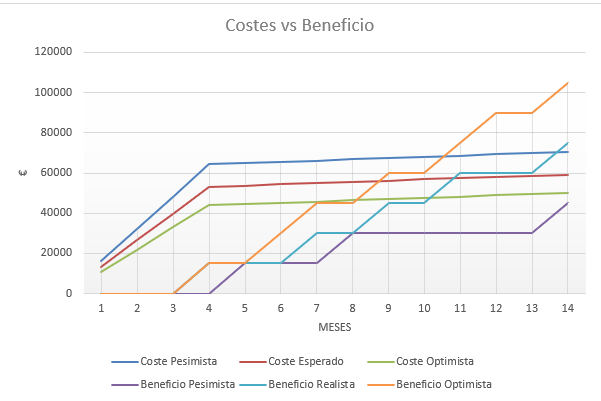 Costes vs Beneficio
120000
100000
80000
60000
40000
20000
0
€
1 2 3 4 5 6 7 8 9 10 11 12 13 14
MESES
Coste Pesimista Coste Esperado Coste Optimista
Beneficio Pesimista Beneficio Realista Beneficio Optimista